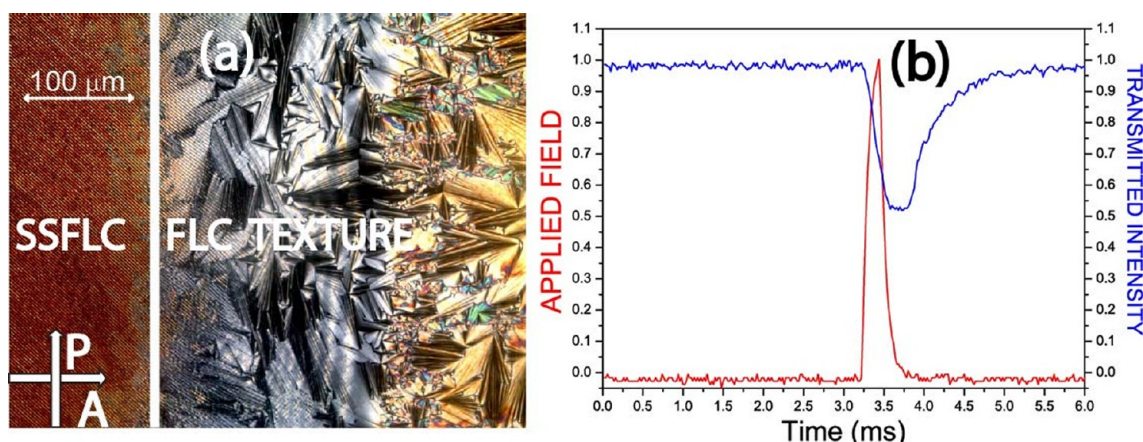 (a)
100 μm
SSFLC
FLC TEXTURE
P
A
(b)
APPLIED FIELD
1.1
1.0
0.9
0.8
0.7
0.6
0.5
0.4
0.3
0.2
0.1
0.0
TRANSMITTED INTENSITY
1.1
1.0
0.9
0.8
0.7
0.6
0.5
0.4
0.3
0.2
0.1
0.0
0.0 0.5 1.0 1.5 2.0 2.5 3.0 3.5 4.0 4.5 5.0 5.5 6.0
Time (ms)